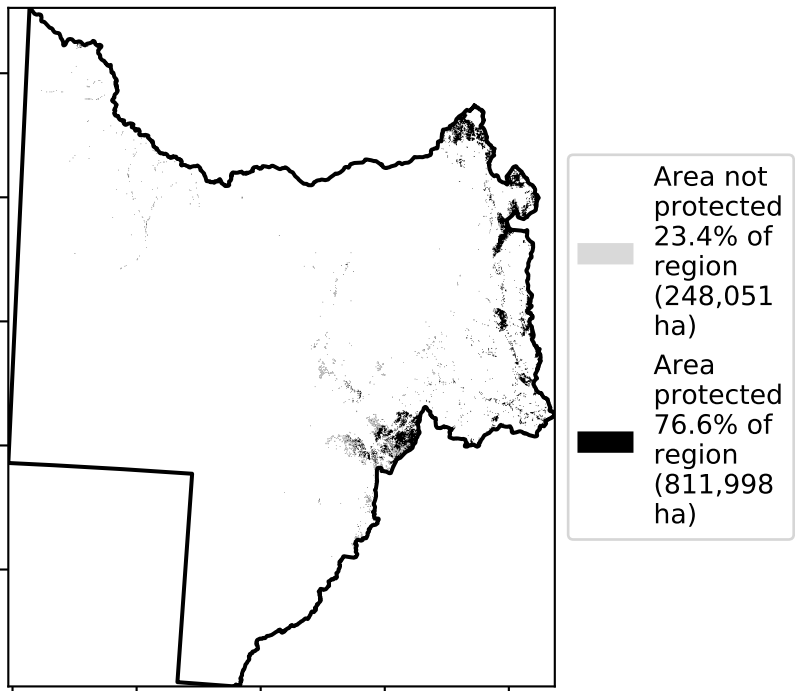 Area not
protected
23.4% of
region
(248,051
ha)
Area
protected
76.6% of
region
(811,998
ha)